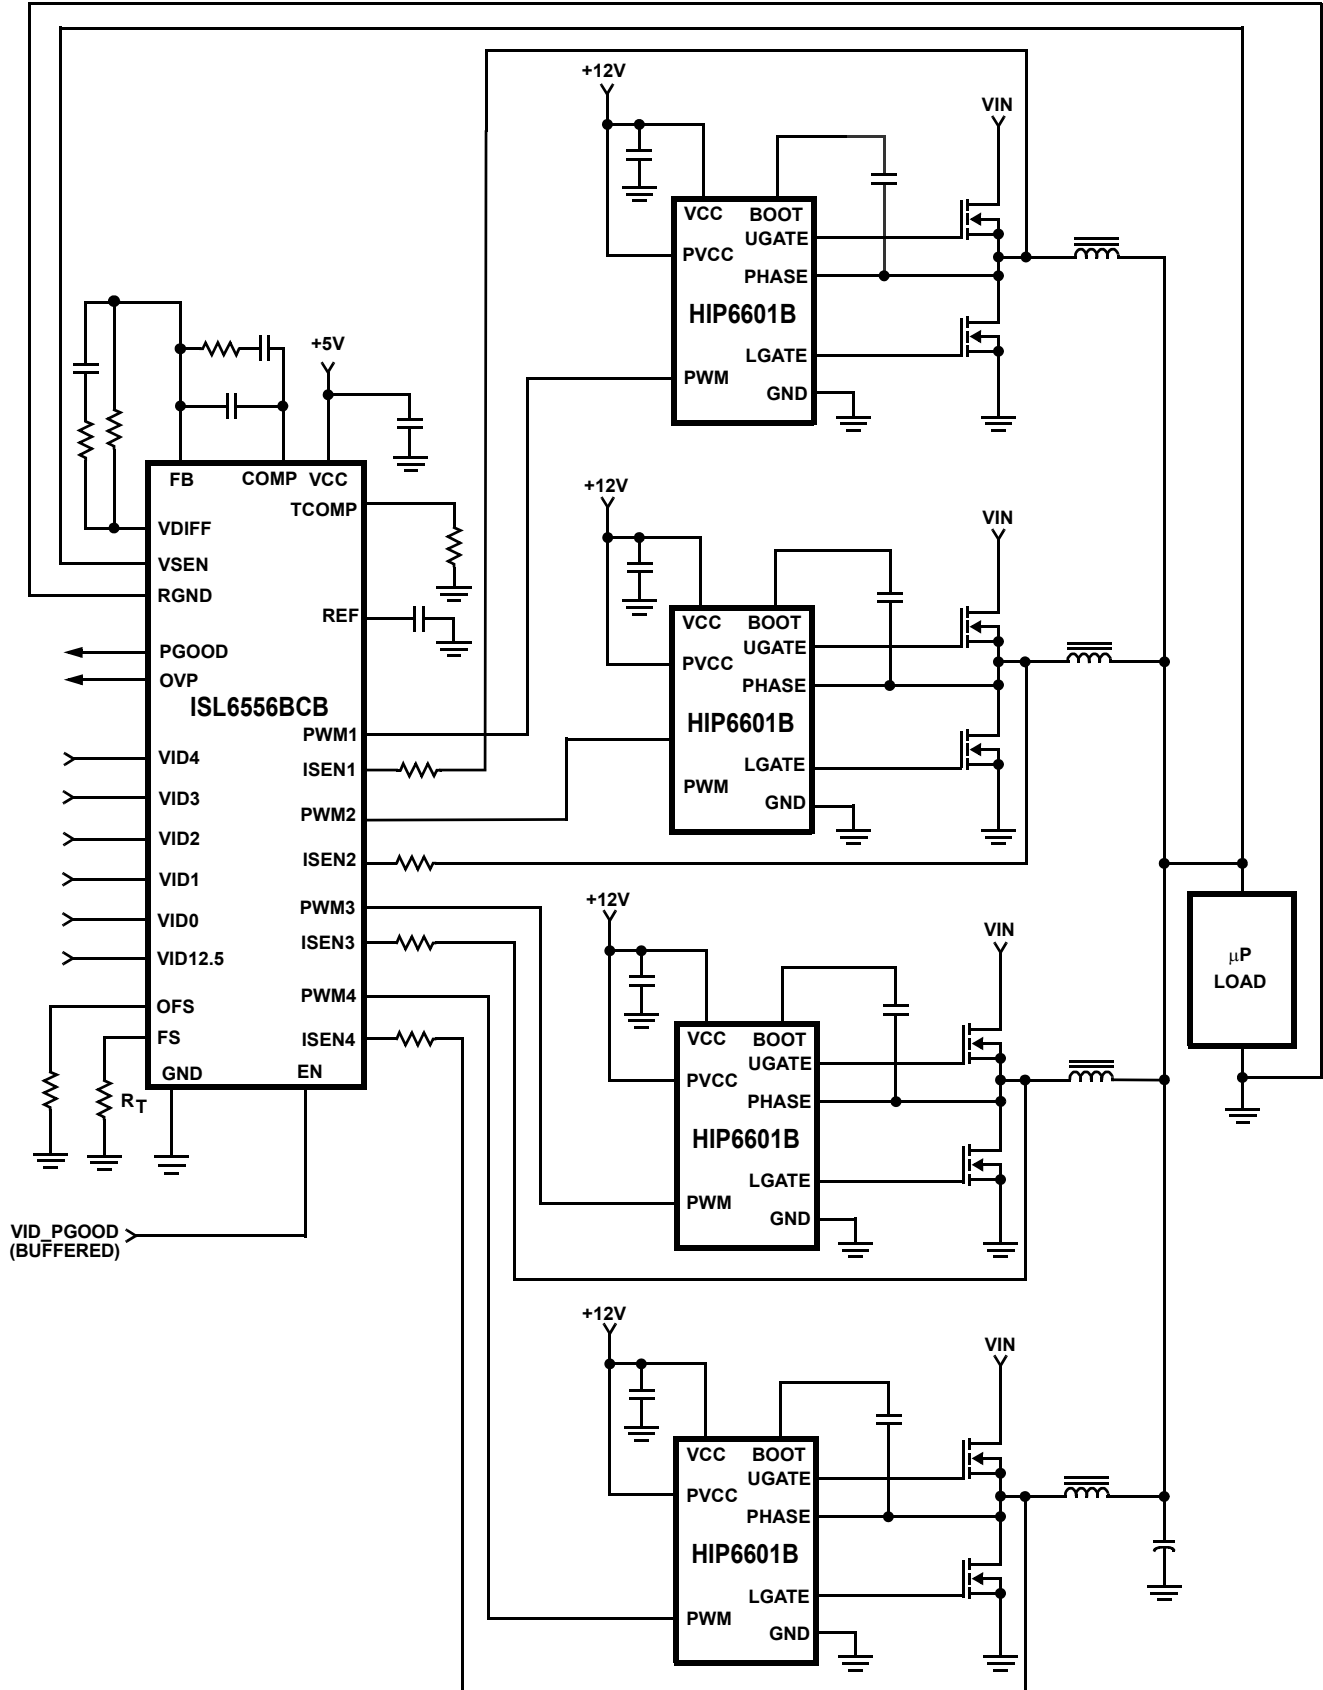 +12V
VIN
VCC
BOOT
UGATE
PVCC
PHASE
HIP6601B
LGATE
PWM
GND
+5V
FB
COMP
VCC
TCOMP
VDIFF
VSEN
RGND
REF
PGOOD
OVP
ISL6556BCB
PWM1
VID4
ISEN1
VID3
PWM2
VID2
ISEN2
VID1
PWM3
VID0
ISEN3
VID12.5
PWM4
OFS
FS
ISEN4
GND
EN
RT
VID_PGOOD
(BUFFERED)
+12V
VIN
VCC
BOOT
UGATE
PVCC
PHASE
HIP6601B
LGATE
PWM
GND
+12V
VIN
VCC
BOOT
UGATE
PVCC
PHASE
HIP6601B
LGATE
PWM
GND
μP
LOAD
+12V
VIN
VCC
BOOT
UGATE
PVCC
PHASE
HIP6601B
LGATE
PWM
GND